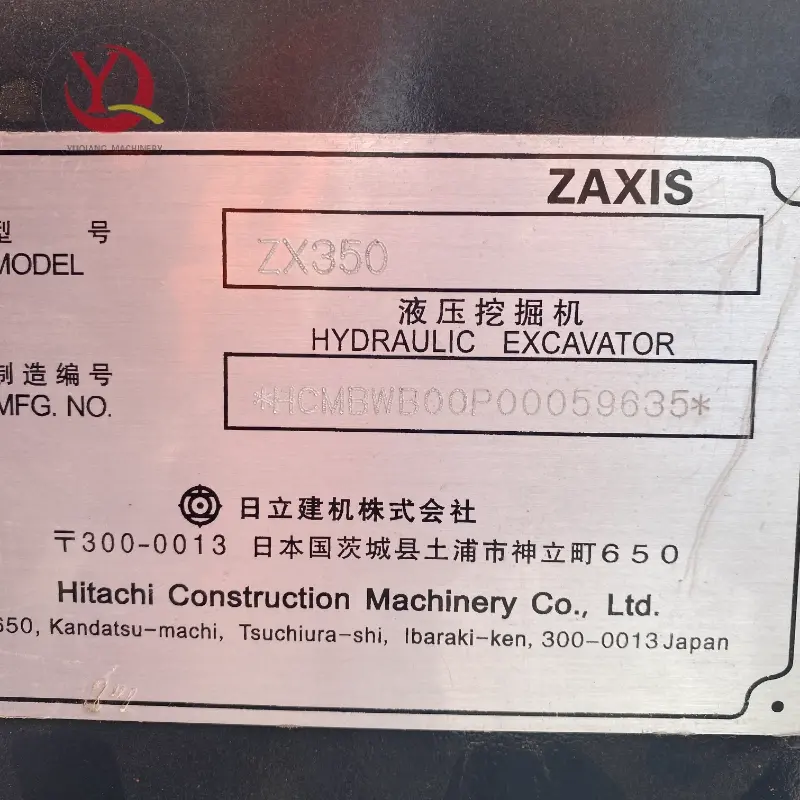 YUQIANG MACHINERY
ZAXIS
型 号
MODEL
ZX350
液压挖掘机
HYDRAULIC EXCAVATOR
制造编号
MFG. NO.
*HCMBWB00P00059635*
日立建机株式会社
〒300-0013 日本国茨城县土浦市神立町650
Hitachi Construction Machinery Co., Ltd.
650, Kandatsu-machi, Tsuchiura-shi, Ibaraki-ken, 300-0013 Japan